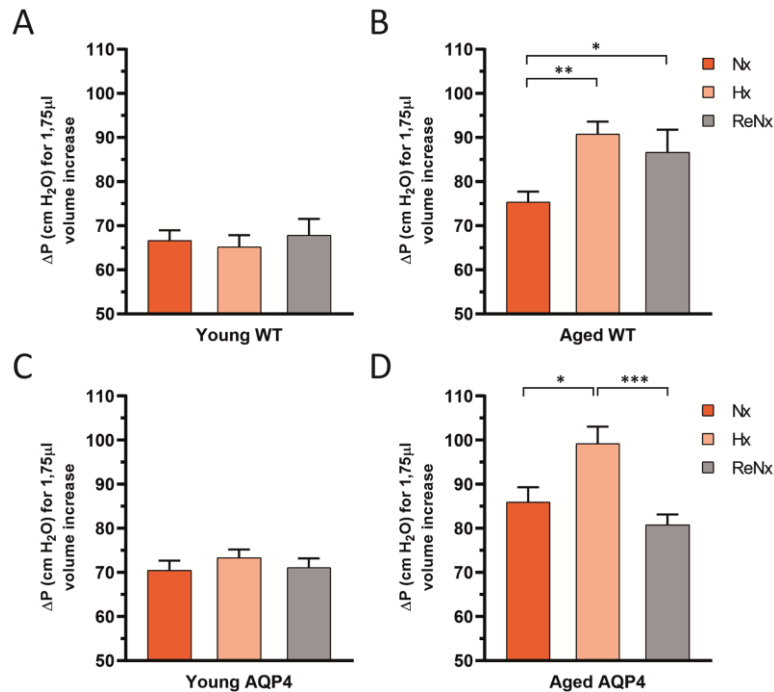 A
ΔP (cm H₂O) for 1,75µl
volume increase
110
100
90
80
70
60
50
Young WT
B
ΔP (cm H₂O) for 1,75µl
volume increase
110
100
90
80
70
60
50
*
**
Aged WT
Nx
Hx
ReNx
C
ΔP (cm H₂O) for 1,75µl
volume increase
110
100
90
80
70
60
50
Young AQP4
D
ΔP (cm H₂O) for 1,75µl
volume increase
110
100
90
80
70
60
50
* ***
Aged AQP4
Nx
Hx
ReNx